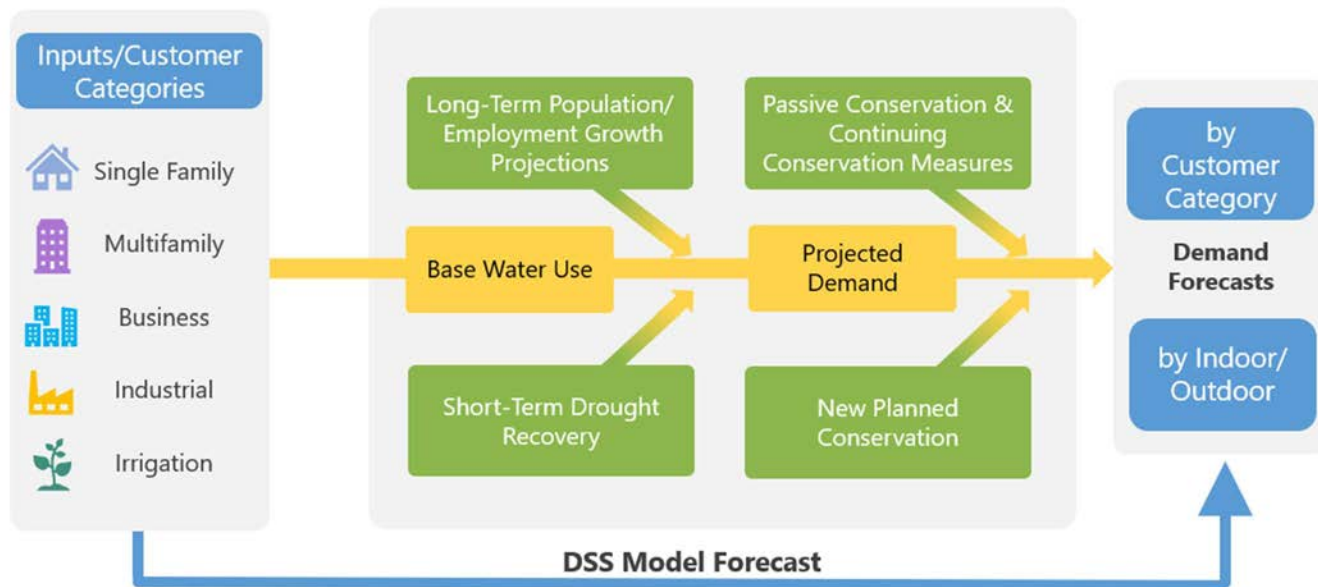 Inputs/Customer
Categories
Single Family
Multifamily
Business
Industrial
Irrigation
Long-Term Population/
Employment Growth
Projections
Passive Conservation &
Continuing
Conservation Measures
Base Water Use
Projected
Demand
Short-Term Drought
Recovery
New Planned
Conservation
by
Customer
Category
Demand
Forecasts
by Indoor/
Outdoor
DSS Model Forecast